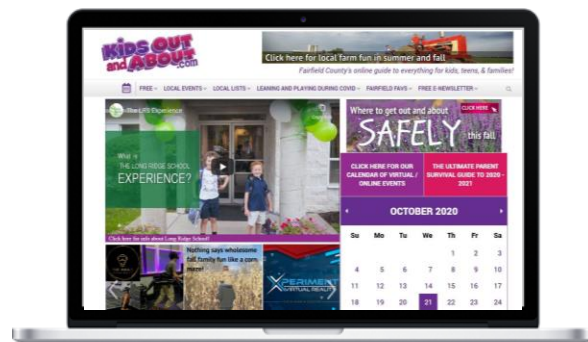 KiDS OUT
and ABOUT.com
Click here for local farm fun in summer and fall
Fairfield County's online guide to everything for kids, teens, & families!
FREE LOCAL EVENTS LOCAL LISTS LEANING AND PLAYING DURING COVID FAIRFIELD FAVS FREE E-NEWSLETTER
The LRS Experience
What is
THE LONG RIDGE SCHOOL
EXPERIENCE?
Click here for info about Long Ridge School!
Where to get out and about
CLICK HERE
SAFELY this fall
CLICK HERE FOR OUR
CALENDAR OF VIRTUAL /
ONLINE EVENTS
THE ULTIMATE PARENT
SURVIVAL GUIDE TO 2020 -
2021
OCTOBER 2020
Su Mo Tu We Th Fr Sa
1 2 3
4 5 6 7 8 9 10
11 12 13 14 15 16 17
18 19 20 21 22 23 24
Nothing says wholesome
fall family fun like a corn
maze!
XPERIMENT
VIRTUAL REALITY